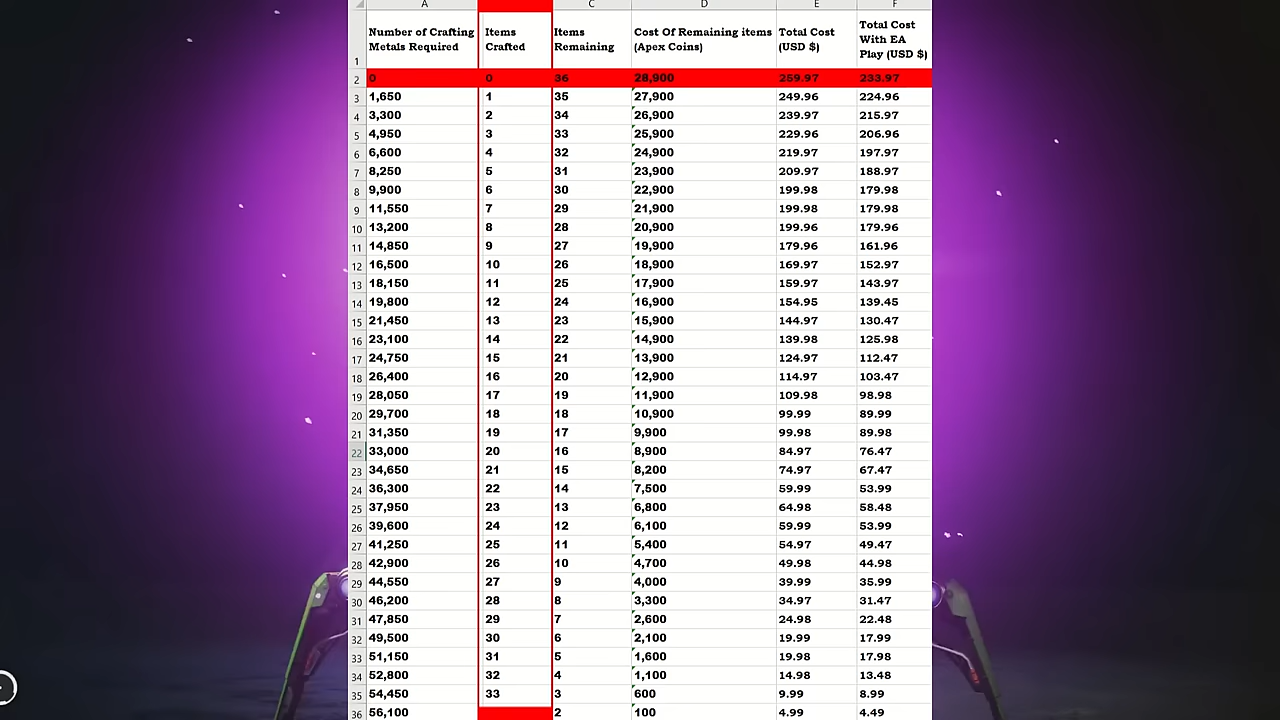 A C D E F
1 Number of Crafting Metals Required Items Crafted Items Remaining Cost Of Remaining items (Apex Coins) Total Cost (USD $) Total Cost With EA Play (USD $)
2 0 0 36 28,900 259.97 233.97
3 1,650 1 35 27,900 249.96 224.96
4 3,300 2 34 26,900 239.97 215.97
5 4,950 3 33 25,900 229.96 206.96
6 6,600 4 32 24,900 219.97 197.97
7 8,250 5 31 23,900 209.97 188.97
8 9,900 6 30 22,900 199.98 179.98
9 11,550 7 29 21,900 199.98 179.98
10 13,200 8 28 20,900 199.96 179.96
11 14,850 9 27 19,900 179.96 161.96
12 16,500 10 26 18,900 169.97 152.97
13 18,150 11 25 17,900 159.97 143.97
14 19,800 12 24 16,900 154.95 139.45
15 21,450 13 23 15,900 144.97 130.47
16 23,100 14 22 14,900 139.98 125.98
17 24,750 15 21 13,900 124.97 112.47
18 26,400 16 20 12,900 114.97 103.47
19 28,050 17 19 11,900 109.98 98.98
20 29,700 18 18 10,900 99.99 89.99
21 31,350 19 17 9,900 99.98 89.98
22 33,000 20 16 8,900 84.97 76.47
23 34,650 21 15 8,200 74.97 67.47
24 36,300 22 14 7,500 59.99 53.99
25 37,950 23 13 6,800 64.98 58.48
26 39,600 24 12 6,100 59.99 53.99
27 41,250 25 11 5,400 54.97 49.47
28 42,900 26 10 4,700 49.98 44.98
29 44,550 27 9 4,000 39.99 35.99
30 46,200 28 8 3,300 34.97 31.47
31 47,850 29 7 2,600 24.98 22.48
32 49,500 30 6 2,100 19.99 17.99
33 51,150 31 5 1,600 19.98 17.98
34 52,800 32 4 1,100 14.98 13.48
35 54,450 33 3 600 9.99 8.99
36 56,100 2 100 4.99 4.49